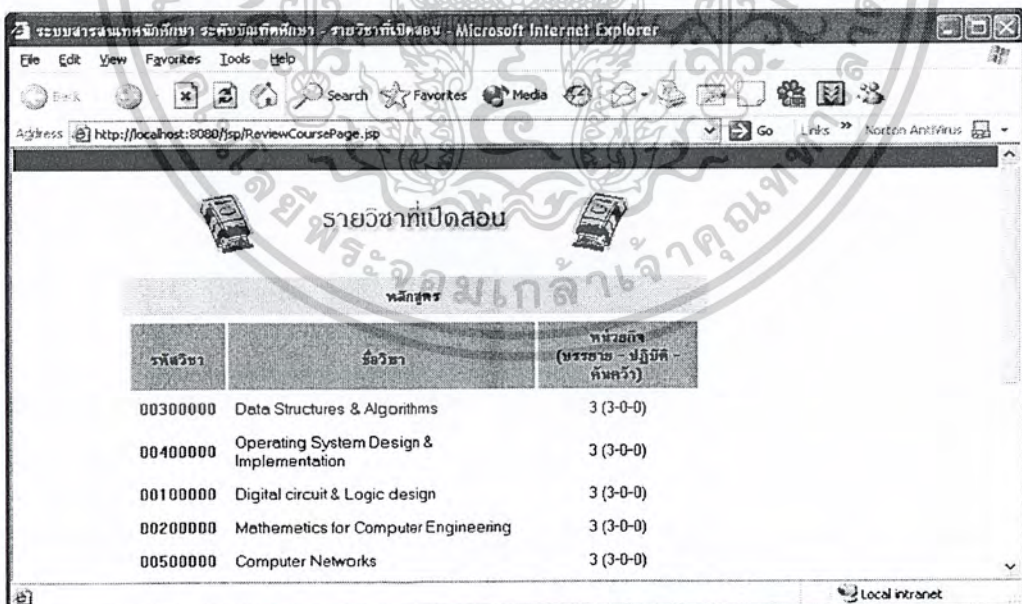 ระบบสารสนเทศนักศึกษา ระดับบัณฑิตศึกษา - รายวิชาที่เปิดสอน - Microsoft Internet Explorer
File Edit View Favorites Tools Help
Back Search Favorites Media
Address http://localhost:8080/jsp/ReviewCoursePage.jsp Go Links » Norton AntiVirus
รายวิชาที่เปิดสอน
หลักสูตร
รหัสวิชา ชื่อวิชา หน่วยกิจ
(บรรยาย - ปฏิบัติ -
ค้นคว้า)
00300000 Data Structures & Algorithms 3 (3-0-0)
00400000 Operating System Design &
Implementation 3 (3-0-0)
00100000 Digital circuit & Logic design 3 (3-0-0)
00200000 Mathemetics for Computer Engineering 3 (3-0-0)
00500000 Computer Networks 3 (3-0-0)
Local intranet